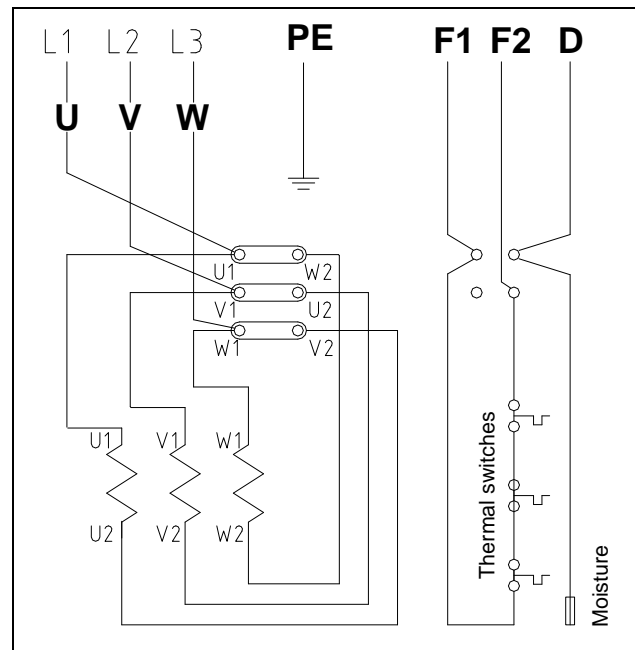 L1 L2 L3 PE F1 F2 D
U V W
U1 W2
V1 U2
W1 V2
U1 V1 W1
U2 V2 W2
Thermal switches
Moisture